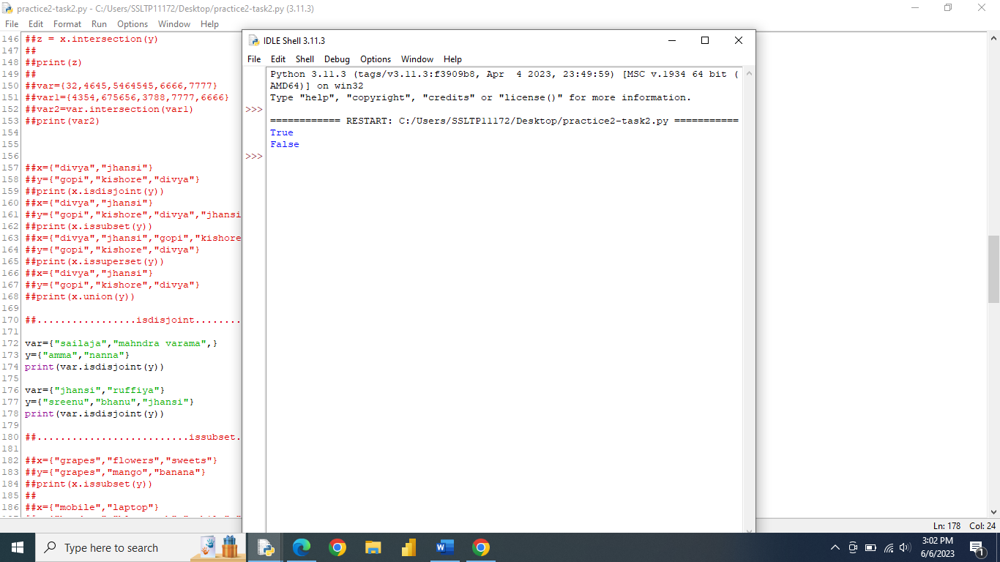 practice2-task2.py - C:/Users/SSLTP11172/Desktop/practice2-task2.py (3.11.3)
File Edit Format Run Options Window Help
146 ##z = x.intersection(y)
147 ##
148 ##print(z)
149 ##
150 ##var={32,4645,5464545,6666,7777}
151 ##var1={4354,675656,3788,7777,6666}
152 ##var2=var.intersection(var1)
153 ##print(var2)
154
155
156
157 ##x={"divya","jhansi"}
158 ##y={"gopi","kishore","divya"}
159 ##print(x.isdisjoint(y))
160 ##x={"divya","jhansi"}
161 ##y={"gopi","kishore","divya","jhansi
162 ##print(x.issubset(y))
163 ##x={"divya","jhansi","gopi","kishore
164 ##y={"gopi","kishore","divya"}
165 ##print(x.issuperset(y))
166 ##x={"divya","jhansi"}
167 ##y={"gopi","kishore","divya"}
168 ##print(x.union(y))
169
170 ##.................isdisjoint........
171
172 var={"sailaja","mahndra varama",}
173 y={"amma","nanna"}
174 print(var.isdisjoint(y))
175
176 var={"jhansi","ruffiya"}
177 y={"sreenu","bhanu","jhansi"}
178 print(var.isdisjoint(y))
179
180 ##..........................issubset.
181
182 ##x={"grapes","flowers","sweets"}
183 ##y={"grapes","mango","banana"}
184 ##print(x.issubset(y))
185 ##
186 ##x={"mobile","laptop"}
IDLE Shell 3.11.3
File Edit Shell Debug Options Window Help
Python 3.11.3 (tags/v3.11.3:f3909b8, Apr  4 2023, 23:49:59) [MSC v.1934 64 bit (
AMD64)] on win32
Type "help", "copyright", "credits" or "license()" for more information.
>>>
============ RESTART: C:/Users/SSLTP11172/Desktop/practice2-task2.py ===========
True
False
>>>
Ln: 178 Col: 24
Type here to search
3:02 PM
6/6/2023
1